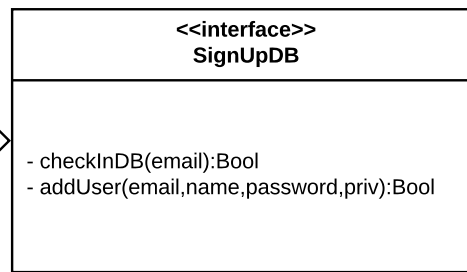 <<interface>>
SignUpDB
- checkInDB(email):Bool
- addUser(email,name,password,priv):Bool